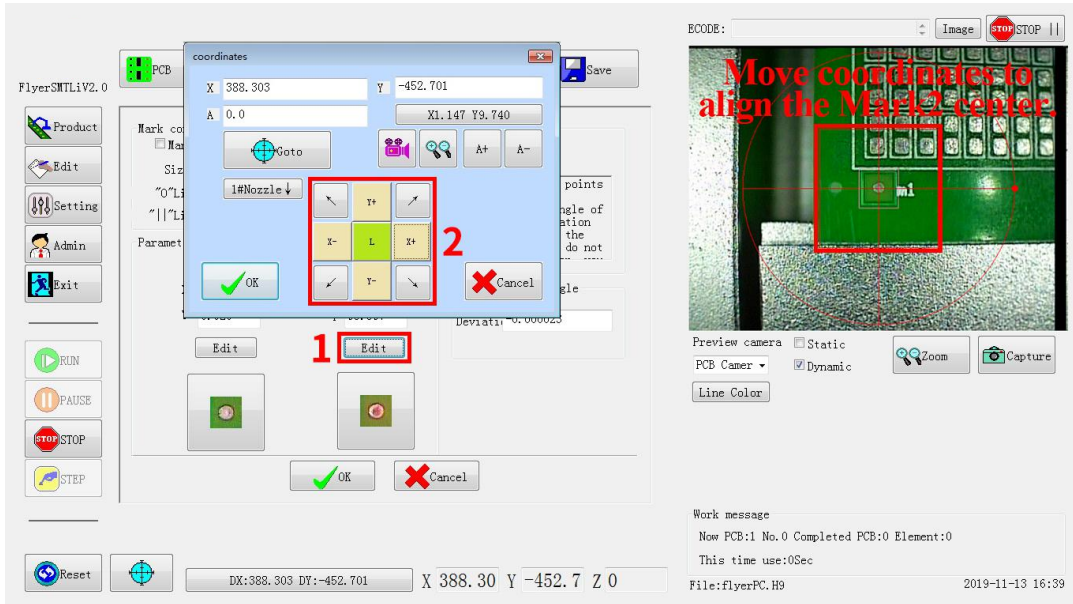 ECODE:
Image
STOP STOP ||
coordinates
PCB
Save
FlyerSMTLiV2.0
X 388.303 Y -452.701
A 0.0 X1.147 Y9.740
Move coordinates to
align the Mark2 center.
Product
Mark co
Goto
A+ A-
Edit
Siz
1#Nozzle↓
points
"O"Li
Y+
m1
Setting
"||"Li
ngle of
ation
the
do not
Admin
Paramet
X- L X+ 2
Exit
OK
Y-
Cancel
gle
Deviati -0.000023
Preview camera Static
PCB Camer Dynamic
Zoom
Capture
Edit 1 Edit
RUN
Line Color
PAUSE
STOP STOP
STEP
OK Cancel
Work message
Now PCB:1 No.0 Completed PCB:0 Element:0
This time use:0Sec
Reset
DX:388.303 DY:-452.701 X 388.30 Y -452.7 Z 0
File:flyerPC.H9 2019-11-13 16:39